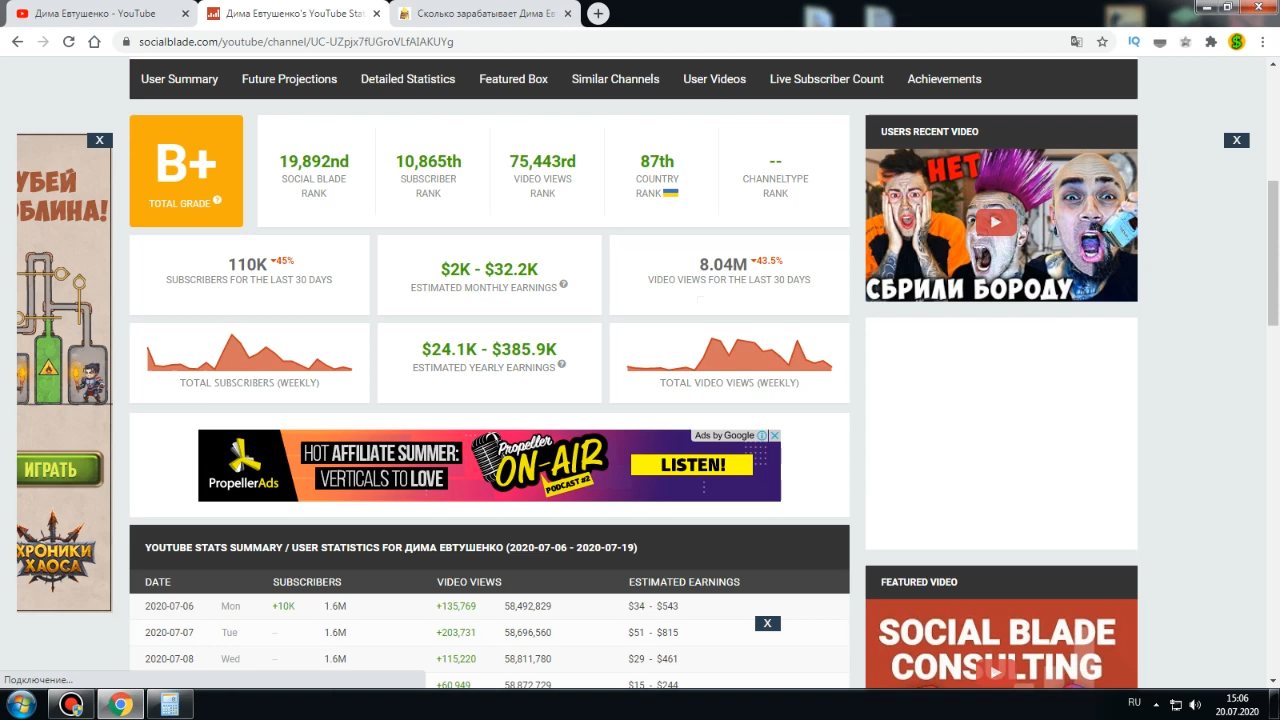 Дима Евтушенко - YouTube
Дима Евтушенко's YouTube Stat
Сколько зарабатывает Дима Ев
socialblade.com/youtube/channel/UC-UZpjx7fUGroVLfAIAKUYg
User Summary Future Projections Detailed Statistics Featured Box Similar Channels User Videos Live Subscriber Count Achievements
B+
TOTAL GRADE
19,892nd
SOCIAL BLADE
RANK
10,865th
SUBSCRIBER
RANK
75,443rd
VIDEO VIEWS
RANK
87th
COUNTRY
RANK
--
CHANNELTYPE
RANK
110K 45%
SUBSCRIBERS FOR THE LAST 30 DAYS
$2K - $32.2K
ESTIMATED MONTHLY EARNINGS
8.04M 43.5%
VIDEO VIEWS FOR THE LAST 30 DAYS
TOTAL SUBSCRIBERS (WEEKLY)
$24.1K - $385.9K
ESTIMATED YEARLY EARNINGS
TOTAL VIDEO VIEWS (WEEKLY)
USERS RECENT VIDEO
НЕТ
СБРИЛИ БОРОДУ
X
X
УБЕЙ
ОБЛИНА!
ИГРАТЬ
ХРОНИКИ
ХАОСА
PropellerAds
HOT AFFILIATE SUMMER:
VERTICALS TO LOVE
Propeller
ON-AIR
PODCAST #2
LISTEN!
Ads by Google
YOUTUBE STATS SUMMARY / USER STATISTICS FOR ДИМА ЕВТУШЕНКО (2020-07-06 - 2020-07-19)
DATE SUBSCRIBERS VIDEO VIEWS ESTIMATED EARNINGS
2020-07-06 Mon +10K 1.6M +135,769 58,492,829 $34 - $543
2020-07-07 Tue -- 1.6M +203,731 58,696,560 $51 - $815
2020-07-08 Wed -- 1.6M +115,220 58,811,780 $29 - $461
+60,949 58,872,729 $15 - $244
X
FEATURED VIDEO
SOCIAL BLADE
CONSULTING
Подключение...
RU
15:06
20.07.2020